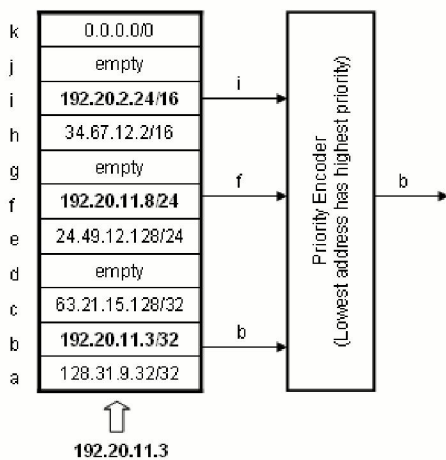 k 0.0.0.0/0
j empty
i 192.20.2.24/16 i
h 34.67.12.2/16
g empty
f 192.20.11.8/24 f
e 24.49.12.128/24
d empty
c 63.21.15.128/32
b 192.20.11.3/32 b
a 128.31.9.32/32
192.20.11.3
Priority Encoder
(Lowest address has highest priority)
b